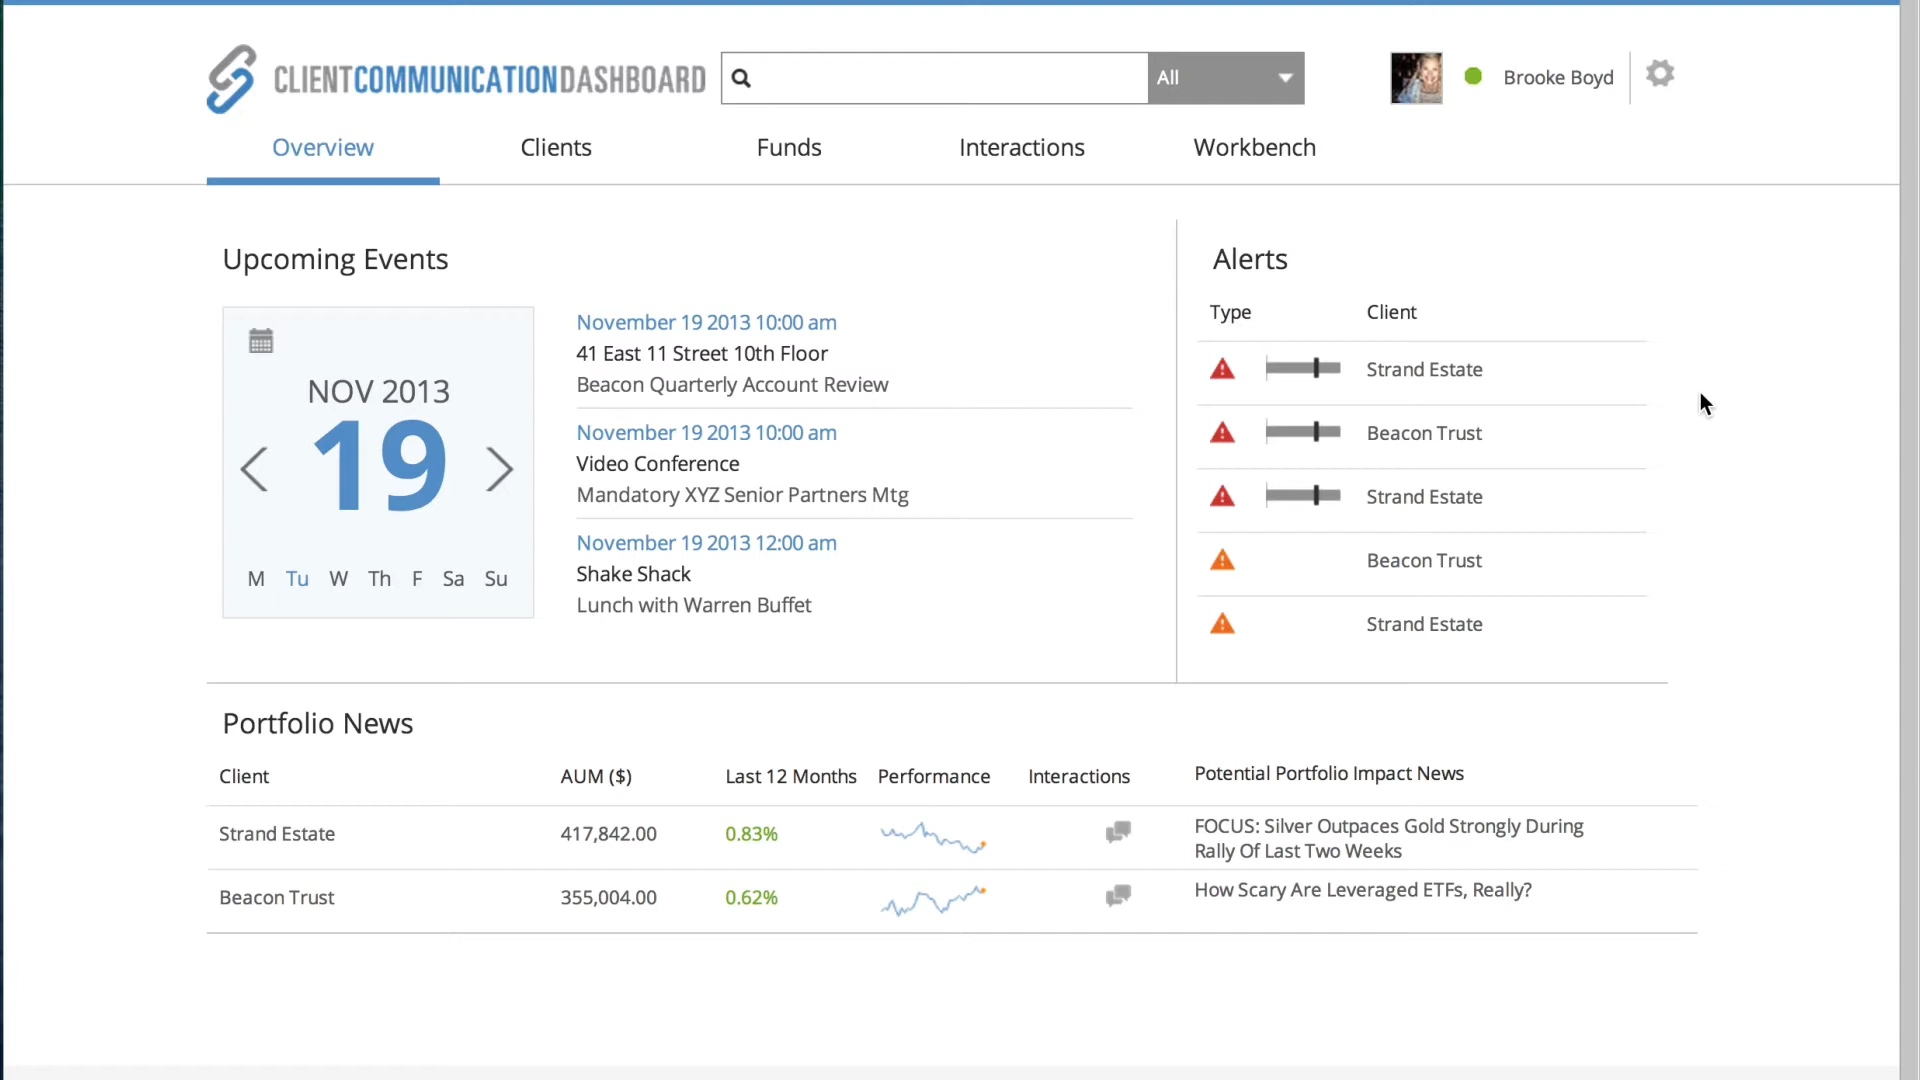 CLIENTCOMMUNICATIONDASHBOARD
All
Brooke Boyd
Overview
Clients
Funds
Interactions
Workbench
Upcoming Events
NOV 2013
19
M Tu W Th F Sa Su
November 19 2013 10:00 am
41 East 11 Street 10th Floor
Beacon Quarterly Account Review
November 19 2013 10:00 am
Video Conference
Mandatory XYZ Senior Partners Mtg
November 19 2013 12:00 am
Shake Shack
Lunch with Warren Buffet
Alerts
Type Client
Strand Estate
Beacon Trust
Strand Estate
Beacon Trust
Strand Estate
Portfolio News
Client AUM ($) Last 12 Months Performance Interactions Potential Portfolio Impact News
Strand Estate 417,842.00 0.83% FOCUS: Silver Outpaces Gold Strongly During
Rally Of Last Two Weeks
Beacon Trust 355,004.00 0.62% How Scary Are Leveraged ETFs, Really?